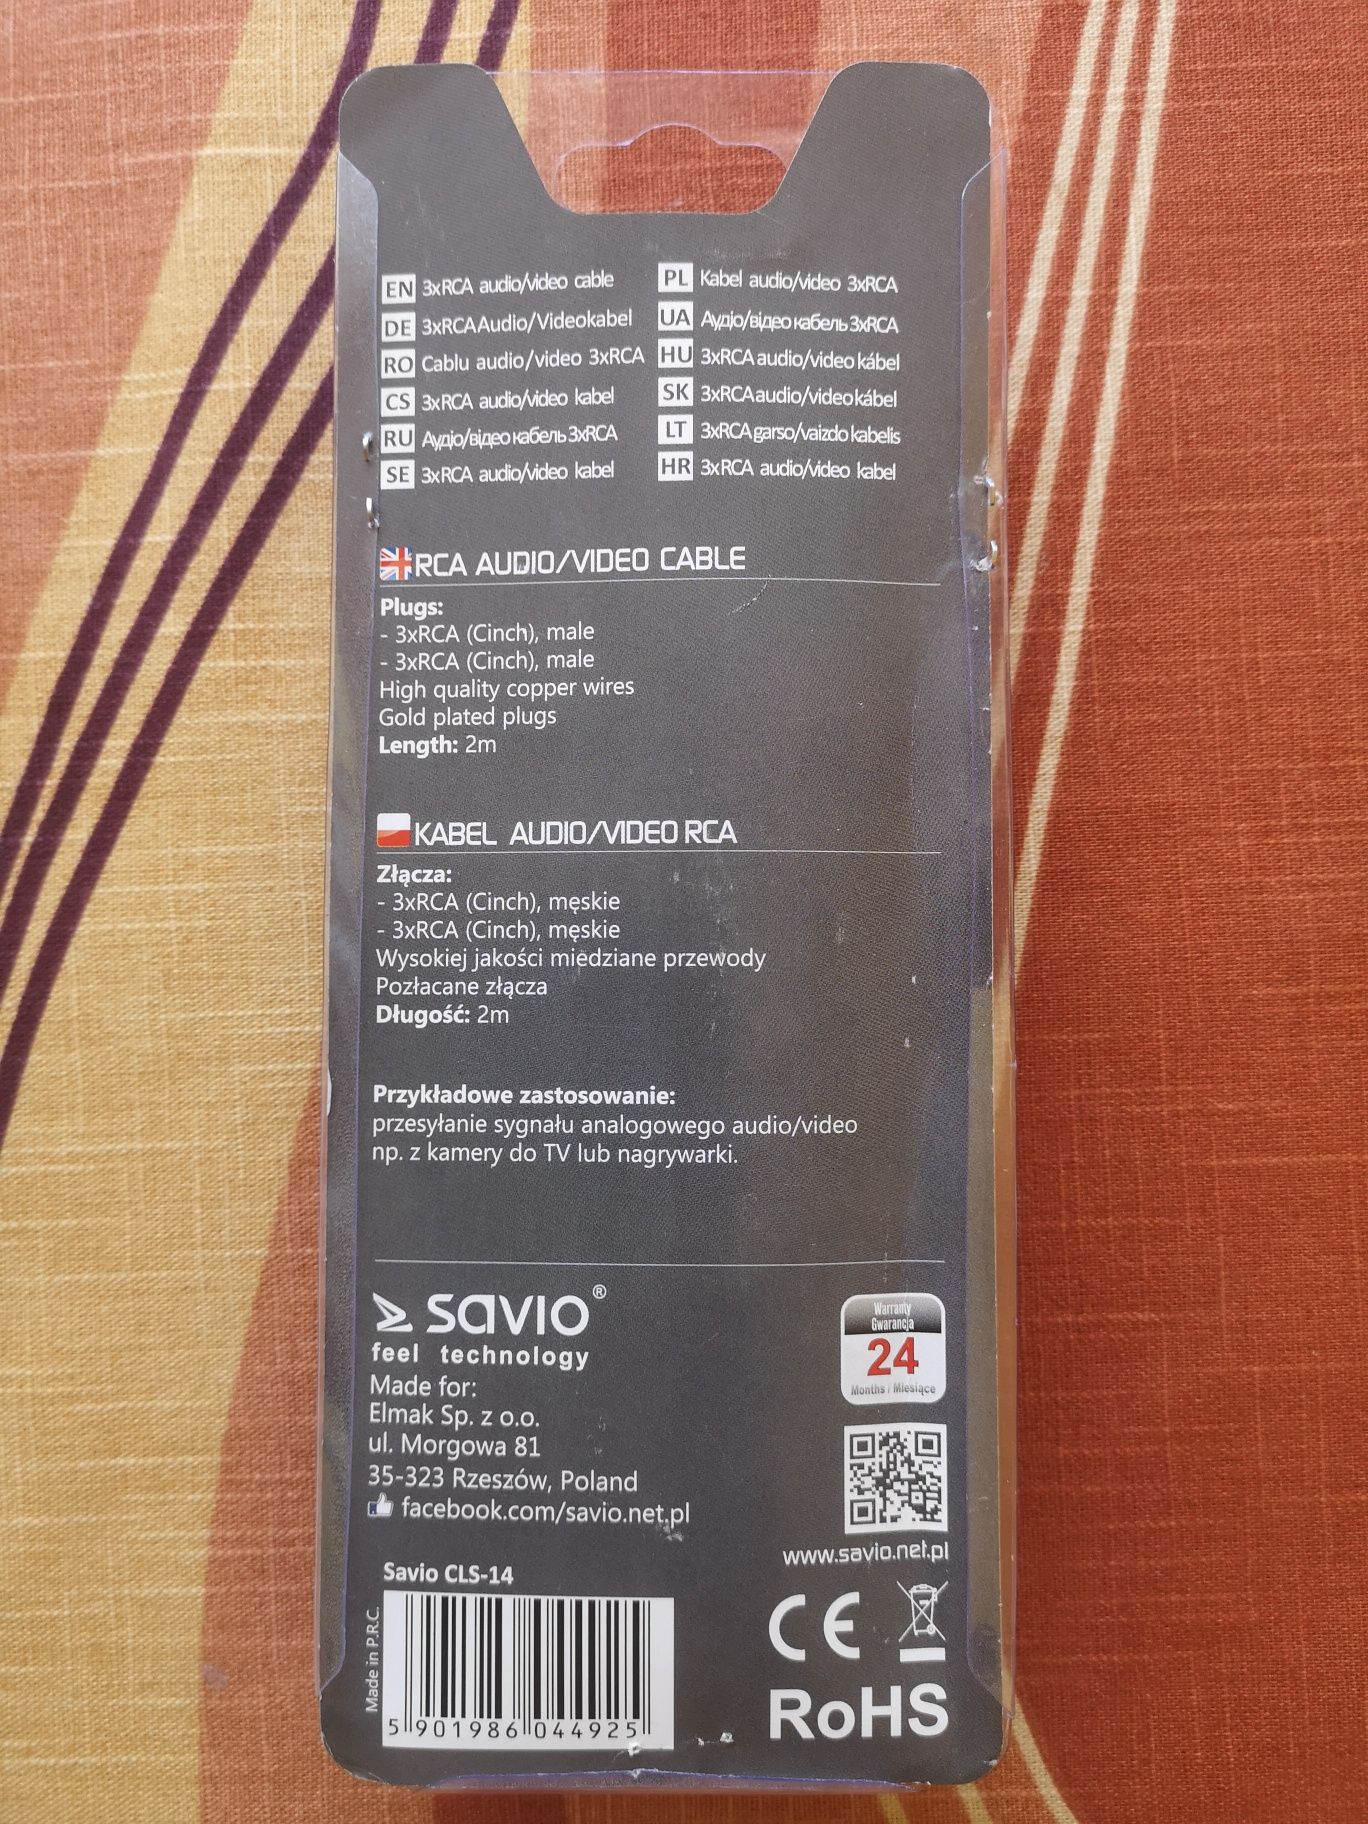 EN 3xRCA audio/video cable
DE 3xRCA Audio/Videokabel
RO Cablu audio/video 3xRCA
CS 3xRCA audio/video kabel
RU Аудіо/відео кабель 3xRCA
SE 3xRCA audio/video kabel
PL Kabel audio/video 3xRCA
UA Аудіо/відео кабель 3xRCA
HU 3xRCA audio/video kábel
SK 3xRCA audio/video kábel
LT 3xRCA garso/vaizdo kabelis
HR 3xRCA audio/video kabel
RCA AUDIO/VIDEO CABLE
Plugs:
- 3xRCA (Cinch), male
- 3xRCA (Cinch), male
High quality copper wires
Gold plated plugs
Length: 2m
KABEL AUDIO/VIDEO RCA
Złącza:
- 3xRCA (Cinch), męskie
- 3xRCA (Cinch), męskie
Wysokiej jakości miedziane przewody
Pozłacane złącza
Długość: 2m
Przykładowe zastosowanie:
przesyłanie sygnału analogowego audio/video
np. z kamery do TV lub nagrywarki.
savio®
feel technology
Made for:
Elmak Sp. z o.o.
ul. Morgowa 81
35-323 Rzeszów, Poland
facebook.com/savio.net.pl
Warranty
Gwarancja
24
Months / Miesiące
www.savio.net.pl
Savio CLS-14
Made in P.R.C.
5 901986 044925
CE
RoHS